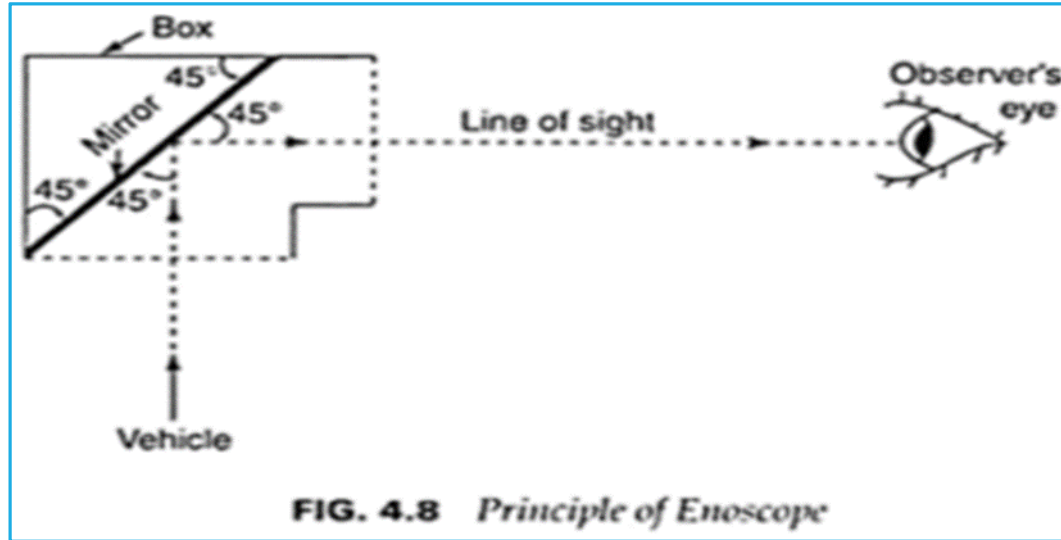 Box
45°
Observer's
eye
45°
Line of sight
Mirror
45°
45°
Vehicle
FIG. 4.8 Principle of Enoscope